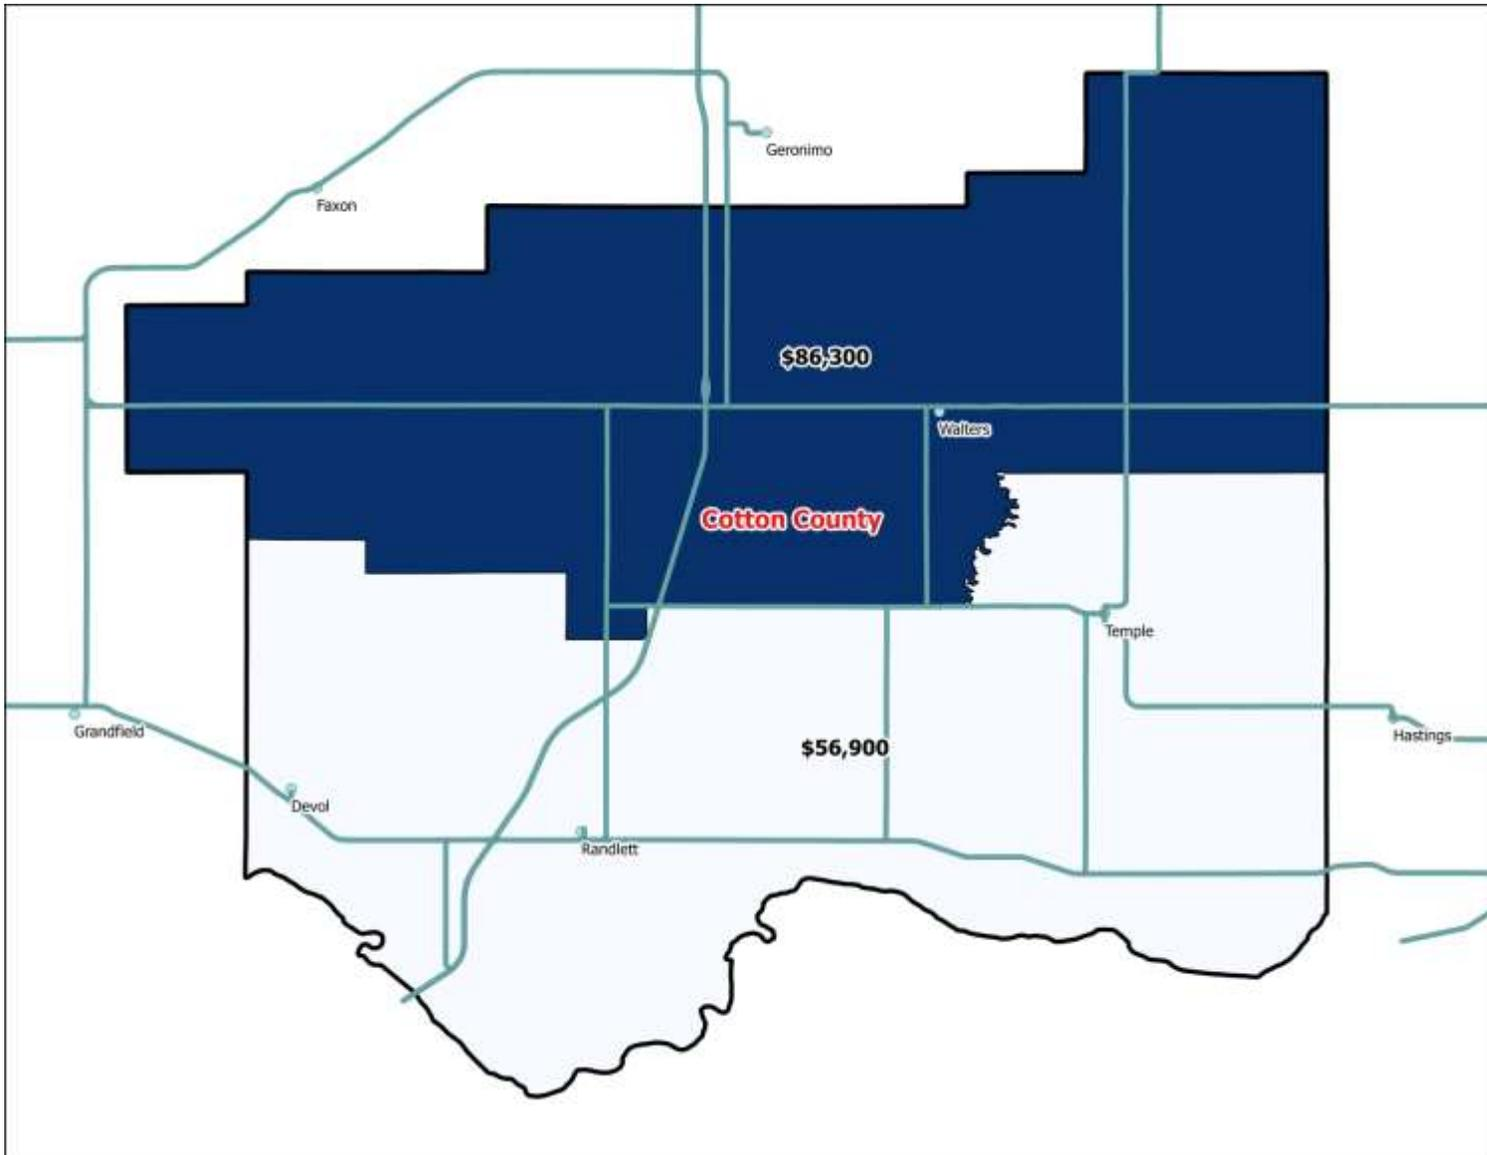 Geronimo
Faxon
$86,300
Walters
Cotton County
Temple
Grandfield
Hastings
$56,900
Devol
Randlett